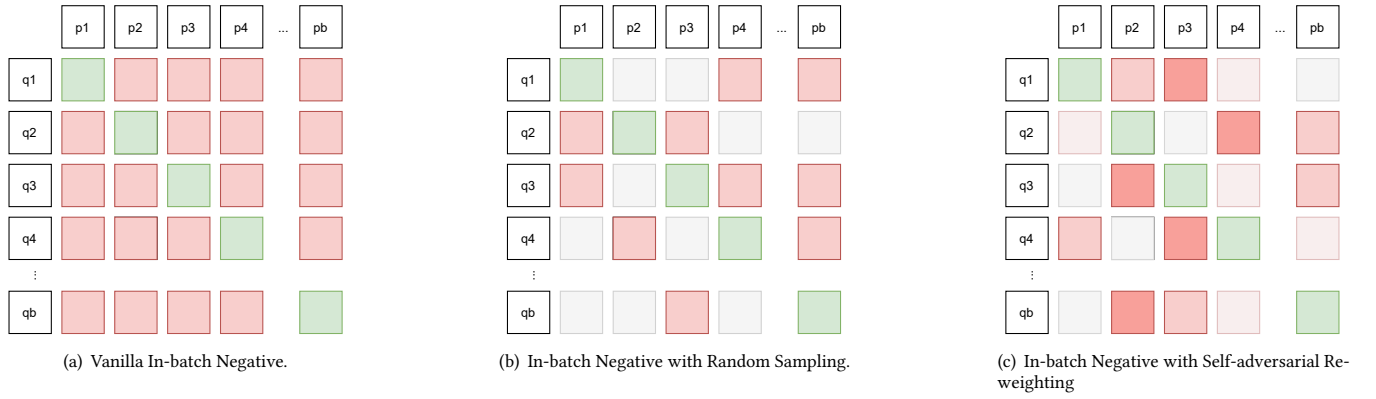 p1 p2 p3 p4 ... pb
q1
q2
q3
q4
⋮
qb
(a) Vanilla In-batch Negative.
p1 p2 p3 p4 ... pb
q1
q2
q3
q4
⋮
qb
(b) In-batch Negative with Random Sampling.
p1 p2 p3 p4 ... pb
q1
q2
q3
q4
⋮
qb
(c) In-batch Negative with Self-adversarial Re-
weighting